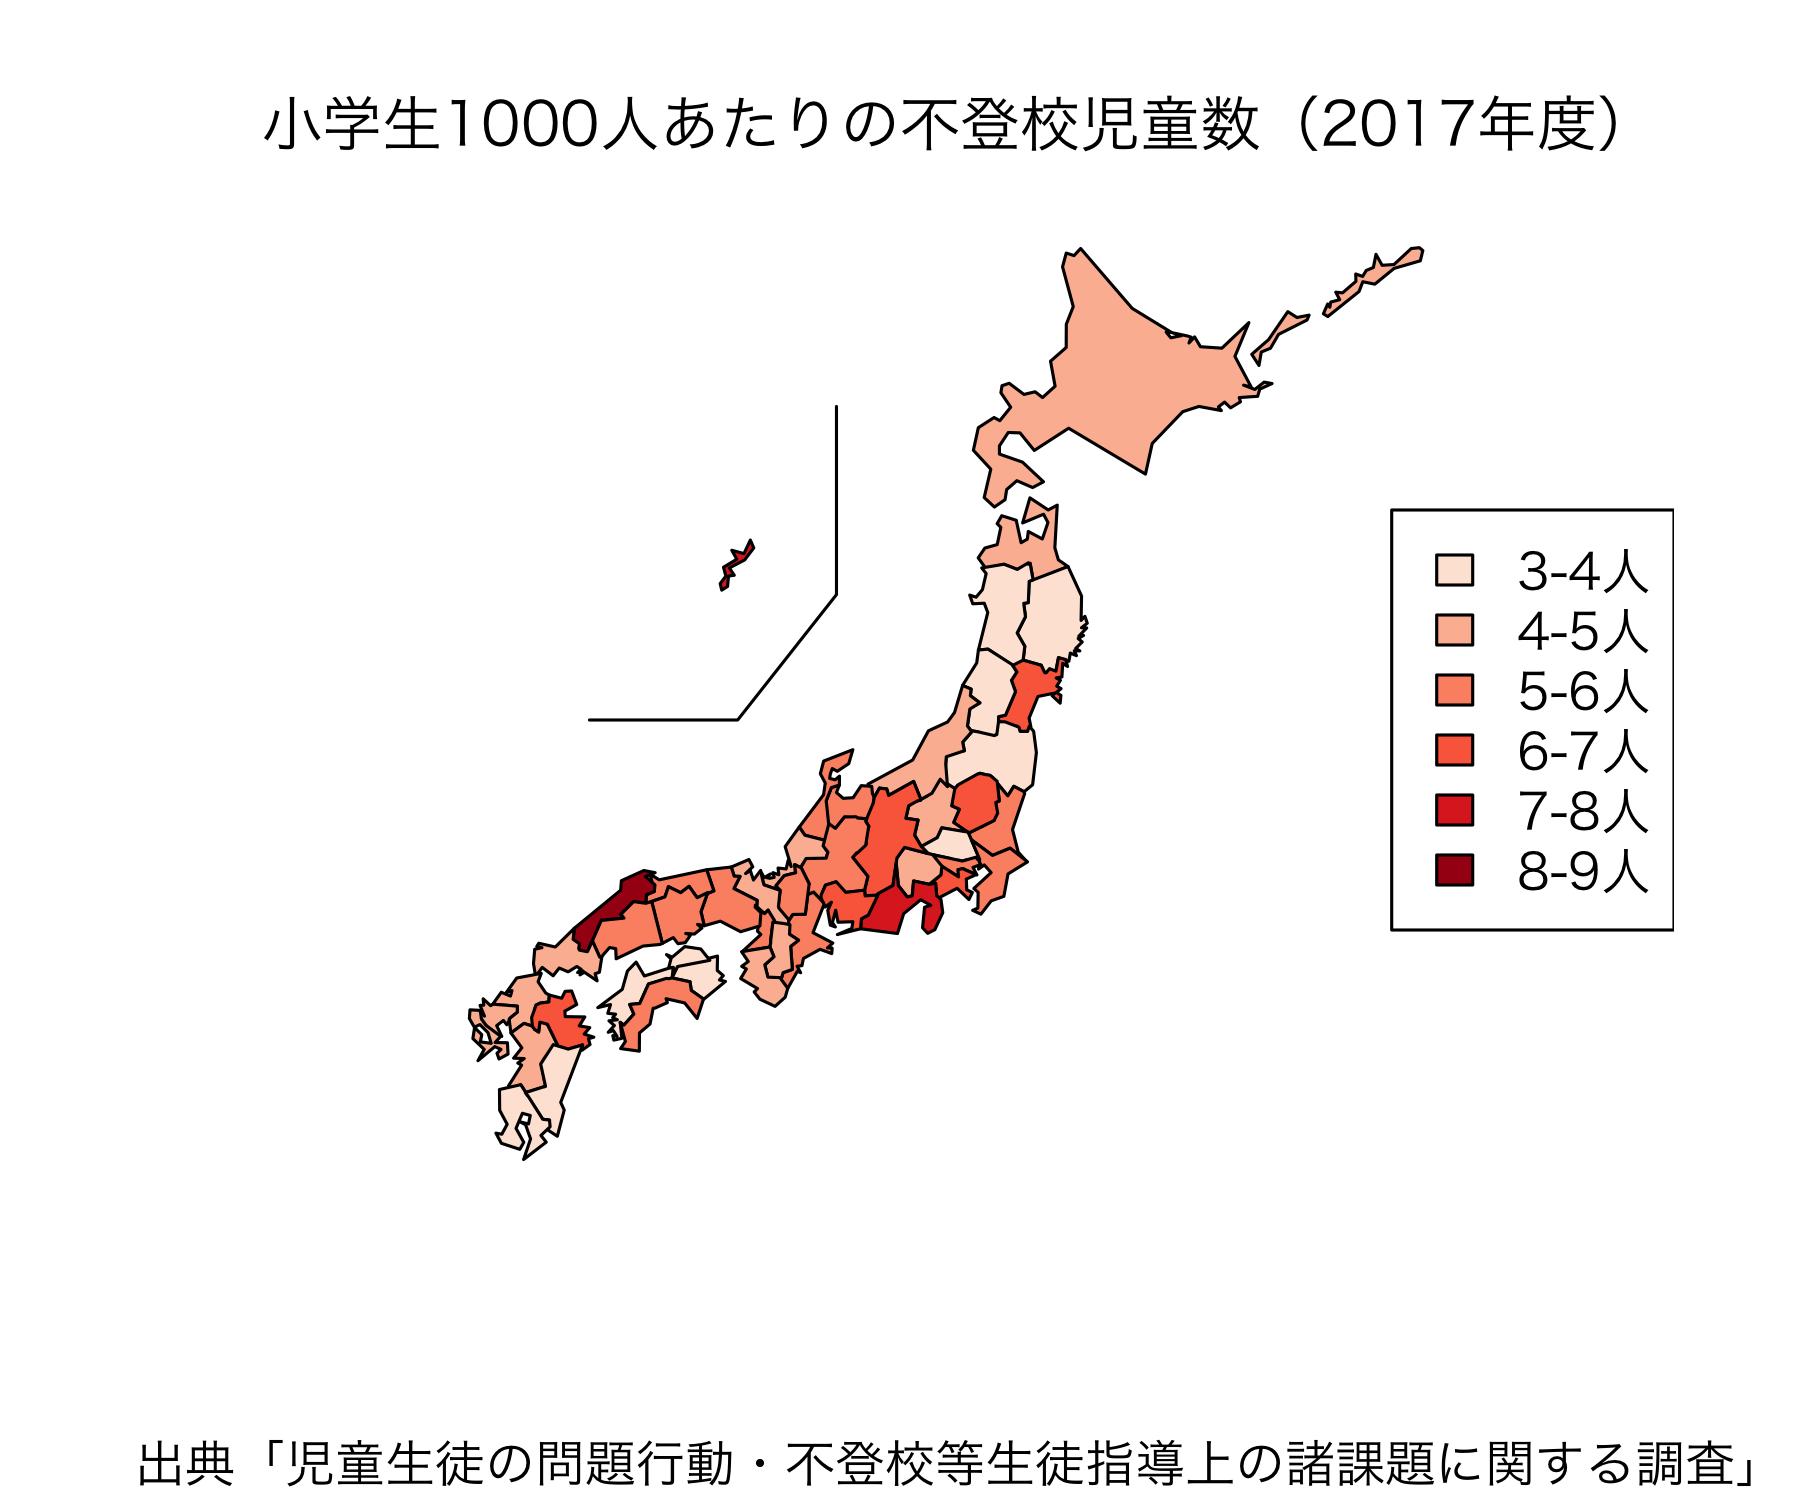 小学生1000人あたりの不登校児童数（2017年度）
3-4人
4-5人
5-6人
6-7人
7-8人
8-9人
出典「児童生徒の問題行動・不登校等生徒指導上の諸課題に関する調査」